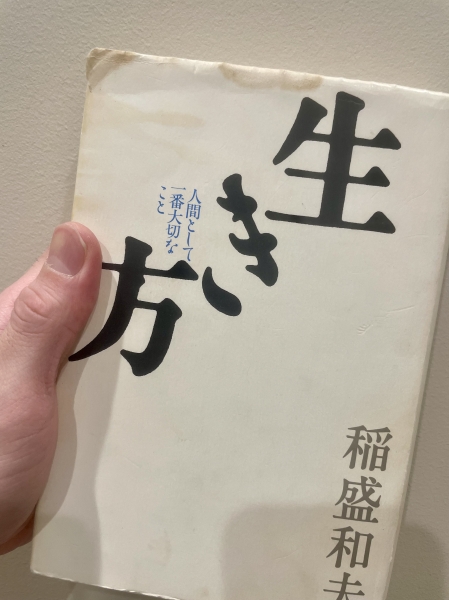 生き方
人間として
一番大切な
こと
稲盛和夫